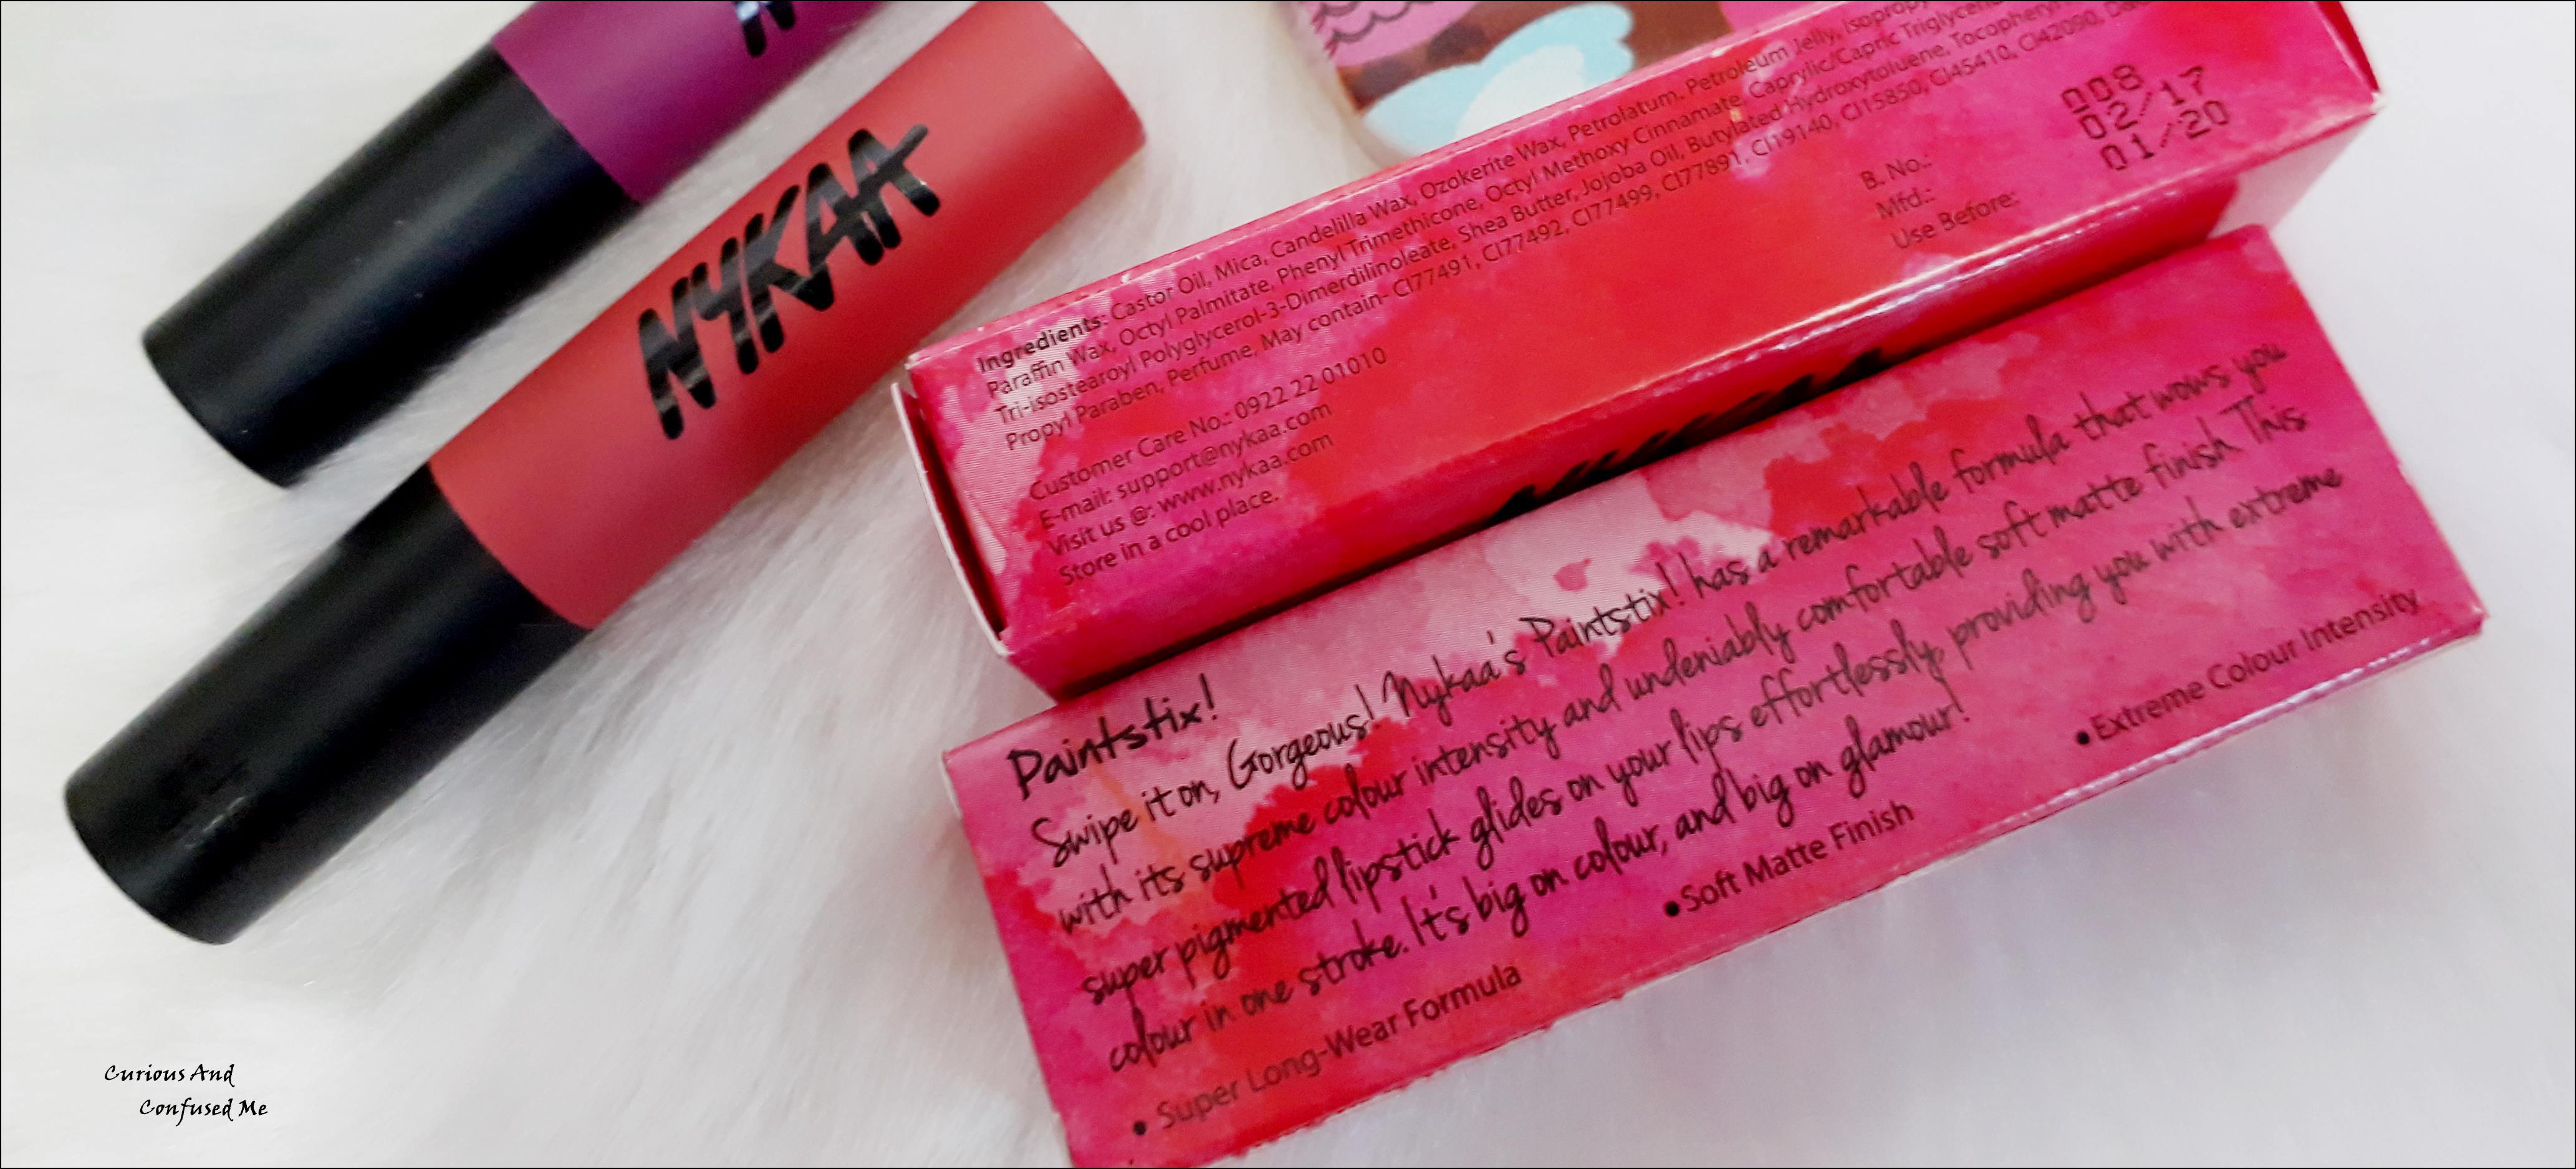 NYKAA
Ingredients: Castor Oil, Mica, Candelilla Wax, Ozokerite Wax, Petrolatum, Petroleum Jelly,
Paraffin Wax, Octyl Palmitate, Phenyl Trimethicone, Octyl Methoxy Cinnamate, Caprylic/Capric
Tri-isostearoyl Polyglycerol-3-Dimerdilinoleate, Shea Butter, Jojoba Oil, Butylated Hydroxytoluene,
Propyl Paraben, Perfume, May contain- CI77491, CI77492, CI77499, CI77891, CI19140, CI15850, CI45410, CI42090,
Customer Care No.: 0922 22 01010
E-mail: support@nykaa.com
Visit us @: www.nykaa.com
Store in a cool place.
B. No.: 008
Mfd.: 02/17
Use Before: 01/20
Paintstix!
Swipe it on, Gorgeous! Nykaa's Paintstix! has a remarkable formula that wows you
with its supreme colour intensity and undeniably comfortable soft matte finish. This
super pigmented lipstick glides on your lips effortlessly, providing you with extreme
colour in one stroke. It's big on colour, and big on glamour!
• Super Long-Wear Formula
• Soft Matte Finish
• Extreme Colour Intensity
Curious And
Confused Me